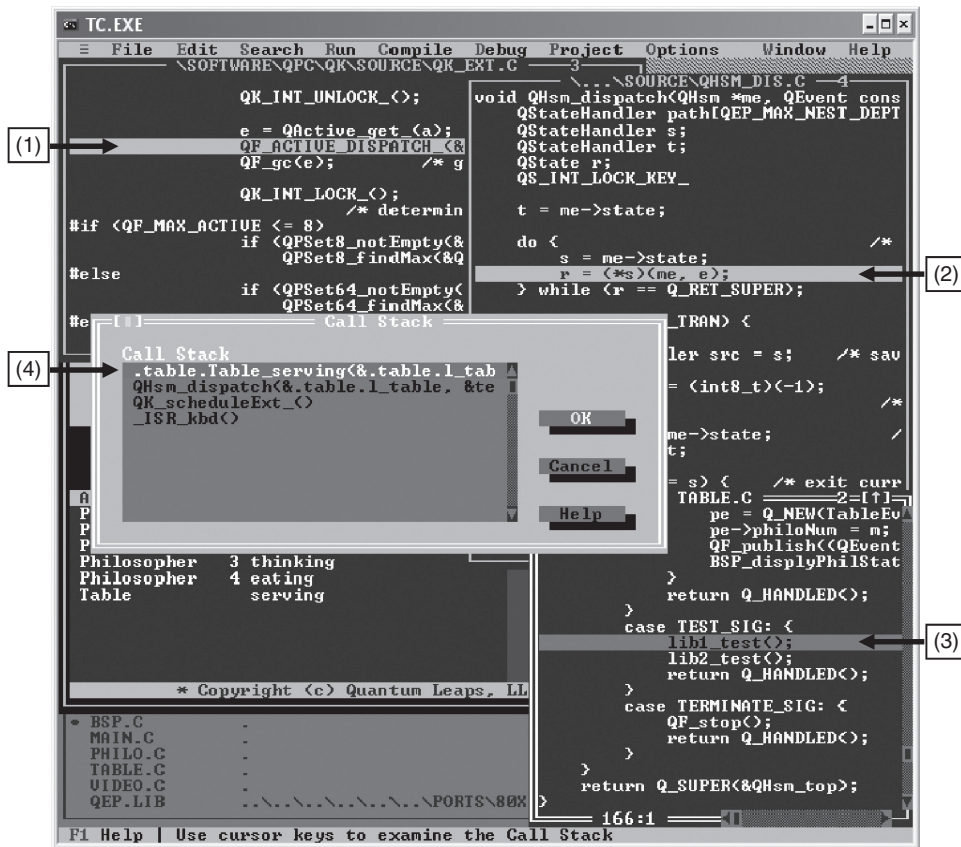 TC.EXE
≡ File Edit Search Run Compile Debug Project Options Window Help
\SOFTWARE\QPC\QK\SOURCE\QK_EXT.C 3
QK_INT_UNLOCK_();
e = QActive_get_(a);
(1)
QF_ACTIVE_DISPATCH_(&
QF_gc(e); /* g
QK_INT_LOCK_();
/* determin
#if (QF_MAX_ACTIVE <= 8)
if (QPSet8_notEmpty(&
QPSet8_findMax(&Q
#else
if (QPSet64_notEmpty(
QPSet64_findMax(&
#e
\...\SOURCE\QHSM_DIS.C 4
void QHsm_dispatch(QHsm *me, QEvent cons
QStateHandler path[QEP_MAX_NEST_DEPT
QStateHandler s;
QStateHandler t;
QState r;
QS_INT_LOCK_KEY_
t = me->state;
do { /*
s = me->state;
r = (*s)(me, e);
(2)
} while (r == Q_RET_SUPER);
_TRAN) {
ler src = s; /* sav
= (int8_t)(-1);
/*
me->state; /
t;
= s) { /* exit curr
[ ] Call Stack
Call Stack
(4)
.table.Table_serving(&.table.l_tab
QHsm_dispatch(&.table.l_table, &te
QK_scheduleExt_()
_ISR_kbd()
OK
Cancel
Help
A
P
P
P
Philosopher 3 thinking
Philosopher 4 eating
Table serving
* Copyright (c) Quantum Leaps, LL
TABLE.C 2=[↑]
pe = Q_NEW(TableEv
pe->philoNum = m;
QF_publish((QEvent
BSP_displyPhilStat
}
return Q_HANDLED();
}
case TEST_SIG: {
lib1_test();
(3)
lib2_test();
return Q_HANDLED();
}
case TERMINATE_SIG: {
QF_stop();
return Q_HANDLED();
}
}
return Q_SUPER(&QHsm_top);
}
166:1
• BSP.C .
MAIN.C .
PHILO.C .
TABLE.C .
VIDEO.C .
QEP.LIB ..\..\..\..\..\PORTS\80X
F1 Help | Use cursor keys to examine the Call Stack